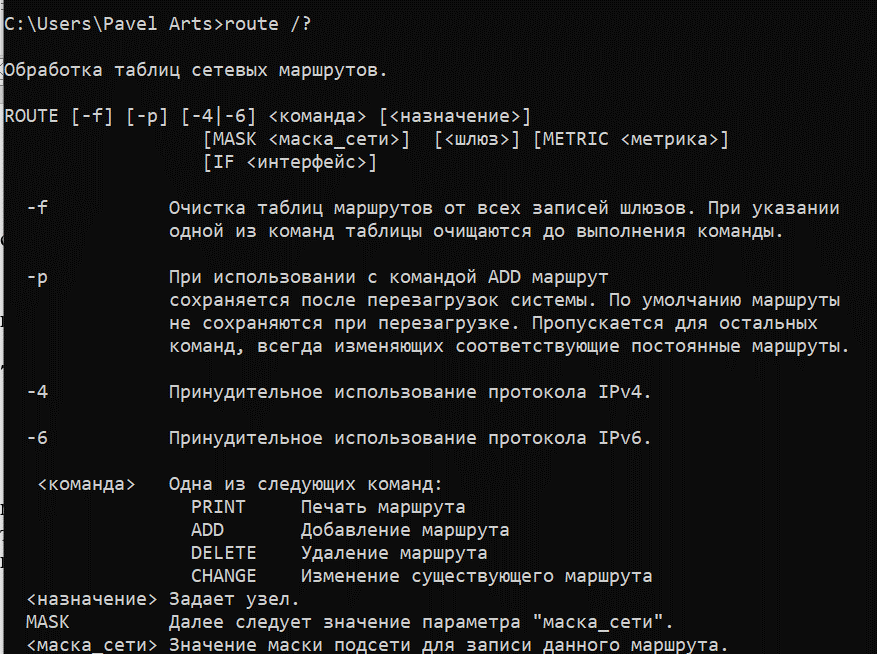 C:\Users\Pavel Arts>route /?
Обработка таблиц сетевых маршрутов.
ROUTE [-f] [-p] [-4|-6] <команда> [<назначение>]
[MASK <маска_сети>] [<шлюз>] [METRIC <метрика>]
[IF <интерфейс>]
-f Очистка таблиц маршрутов от всех записей шлюзов. При указании
одной из команд таблицы очищаются до выполнения команды.
-p При использовании с командой ADD маршрут
сохраняется после перезагрузок системы. По умолчанию маршруты
не сохраняются при перезагрузке. Пропускается для остальных
команд, всегда изменяющих соответствующие постоянные маршруты.
-4 Принудительное использование протокола IPv4.
-6 Принудительное использование протокола IPv6.
<команда> Одна из следующих команд:
PRINT Печать маршрута
ADD Добавление маршрута
DELETE Удаление маршрута
CHANGE Изменение существующего маршрута
<назначение> Задает узел.
MASK Далее следует значение параметра "маска_сети".
<маска_сети> Значение маски подсети для записи данного маршрута.